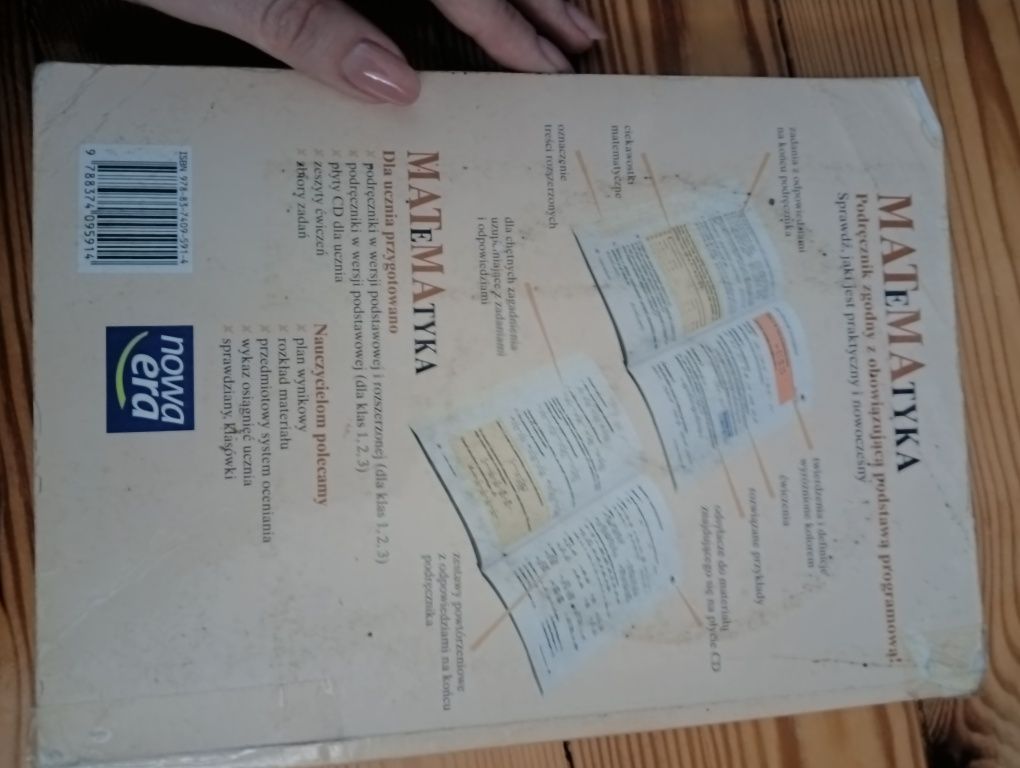 MATeMAtyka
Podręcznik zgodny z obowiązującą podstawą programową!
Sprawdź, jaki jest praktyczny i nowoczesny
zadania z odpowiedziami
na końcu podręcznika
ciekawostki
matematyczne
oznaczenie
treści rozszerzonych
twierdzenia i definicje
wyróżnione kolorem
ćwiczenia
rozwiązane przykłady
odsyłacze do materiału
znajdującego się na płycie CD
dla chętnych zagadnienia
uzupełniające z zadaniami
i odpowiedziami
zestawy powtórzeniowe
z odpowiedziami na końcu
podręcznika
MATeMAtyka
Dla ucznia przygotowano
podręczniki w wersji podstawowej i rozszerzonej (dla klas 1, 2, 3)
podręczniki w wersji podstawowej (dla klas 1, 2, 3)
płyty CD dla ucznia
zeszyty ćwiczeń
zbiory zadań
Nauczycielom polecamy
plan wynikowy
rozkład materiału
przedmiotowy system oceniania
wykaz osiągnięć ucznia
sprawdziany, klasówki
ISBN 978-83-7409-591-4
9 788374 095914
nowa
era